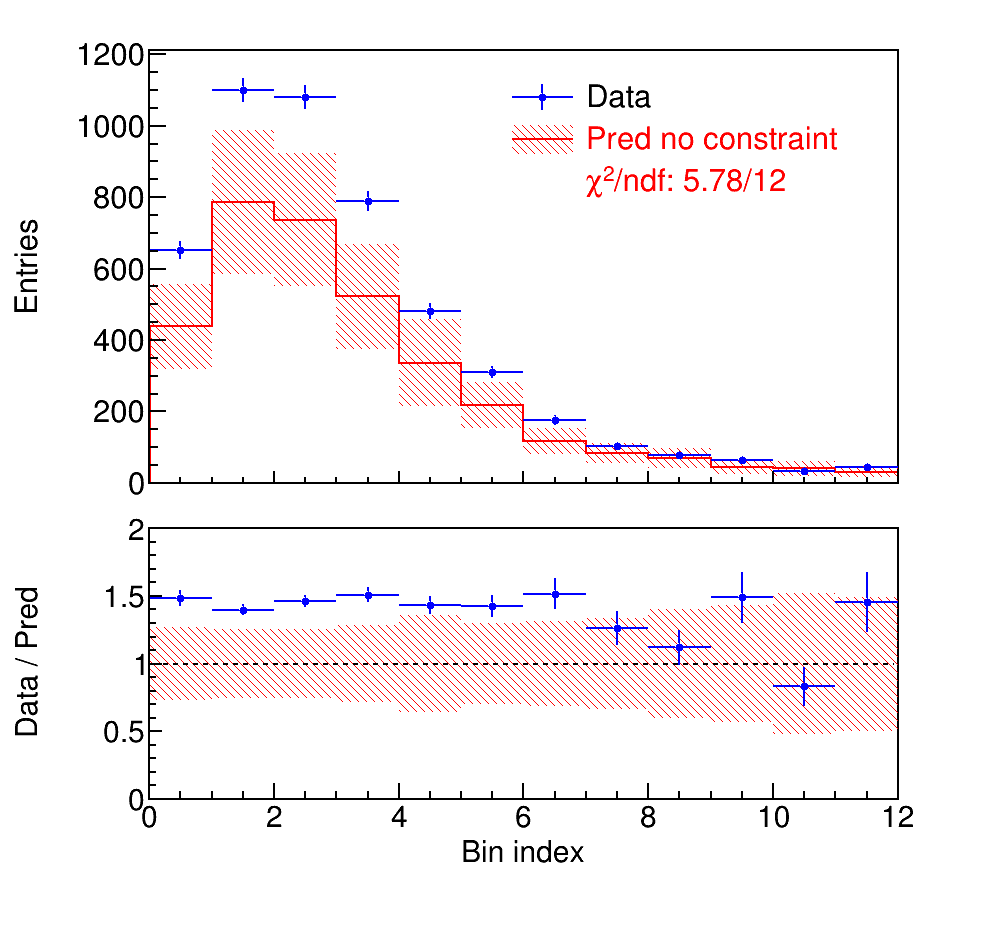 1200
1000
800
600
400
200
0
Entries
Data
Pred no constraint
χ²/ndf: 5.78/12
2
1.5
1
0.5
0
Data / Pred
0 2 4 6 8 10 12
Bin index